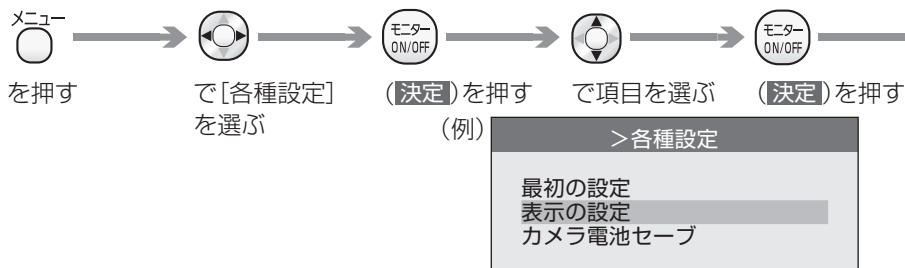 メニュー
モニター
ON/OFF
モニター
ON/OFF
を押す
で[各種設定]
を選ぶ
(決定)を押す
で項目を選ぶ
(決定)を押す
(例)
>各種設定
最初の設定
表示の設定
カメラ電池セーブ